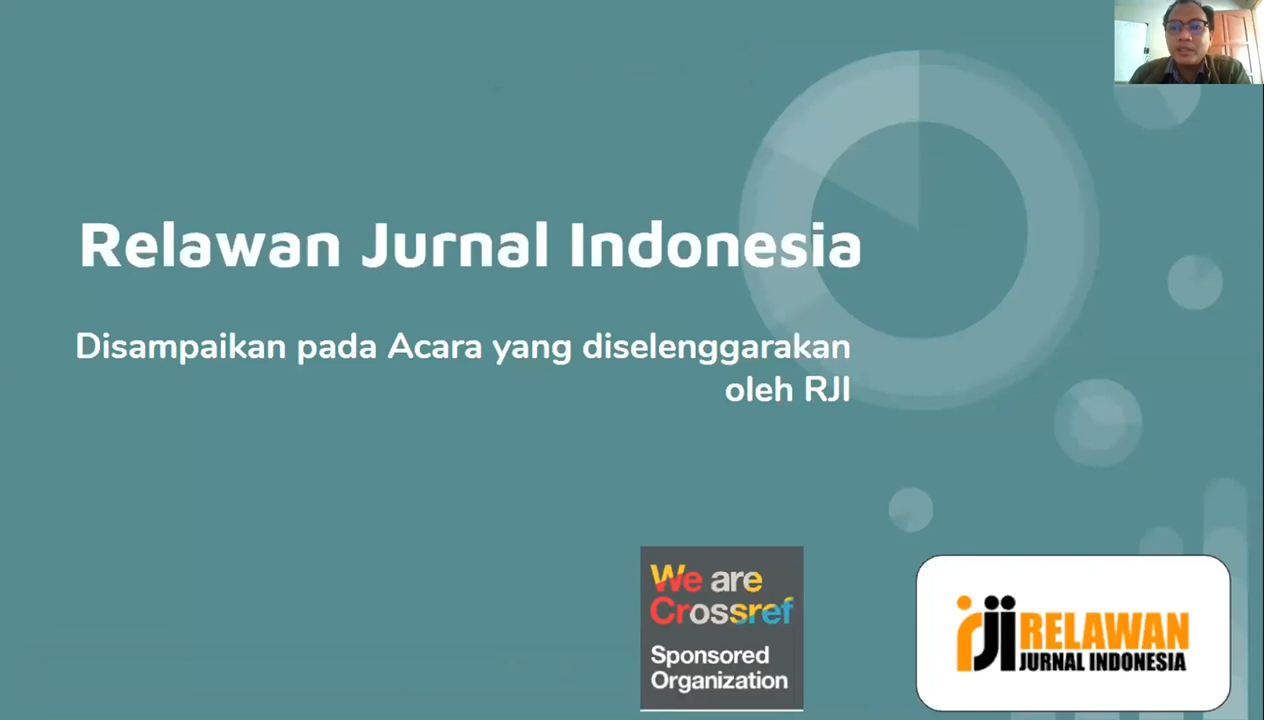 Relawan Jurnal Indonesia
Disampaikan pada Acara yang diselenggarakan
oleh RJI
We are
Crossref
Sponsored
Organization
rji RELAWAN
JURNAL INDONESIA